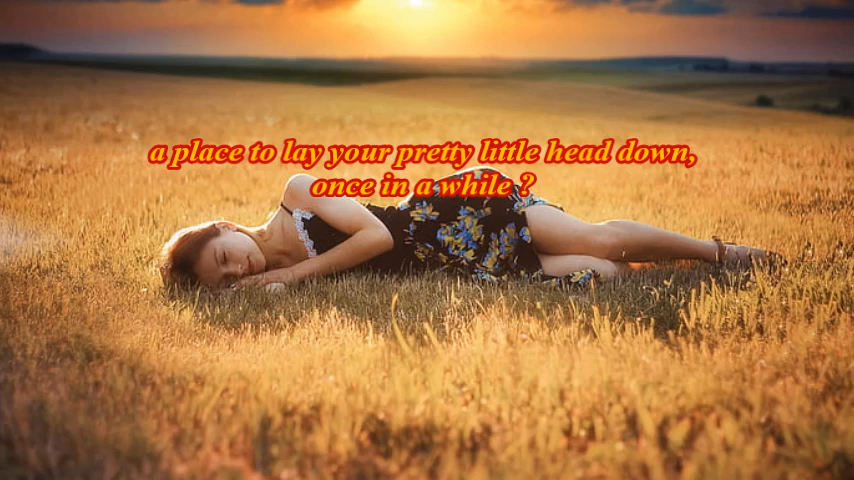 a place to lay your pretty little head down,
once in a while ?